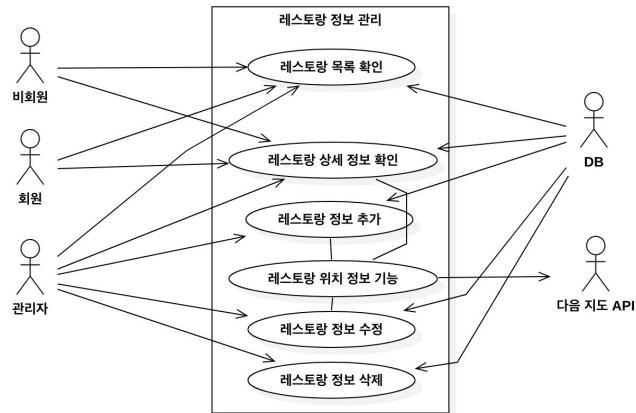 레스토랑 정보 관리
레스토랑 목록 확인
비회원
레스토랑 상세 정보 확인
DB
회원
레스토랑 정보 추가
레스토랑 위치 정보 기능
관리자
다음 지도 API
레스토랑 정보 수정
레스토랑 정보 삭제